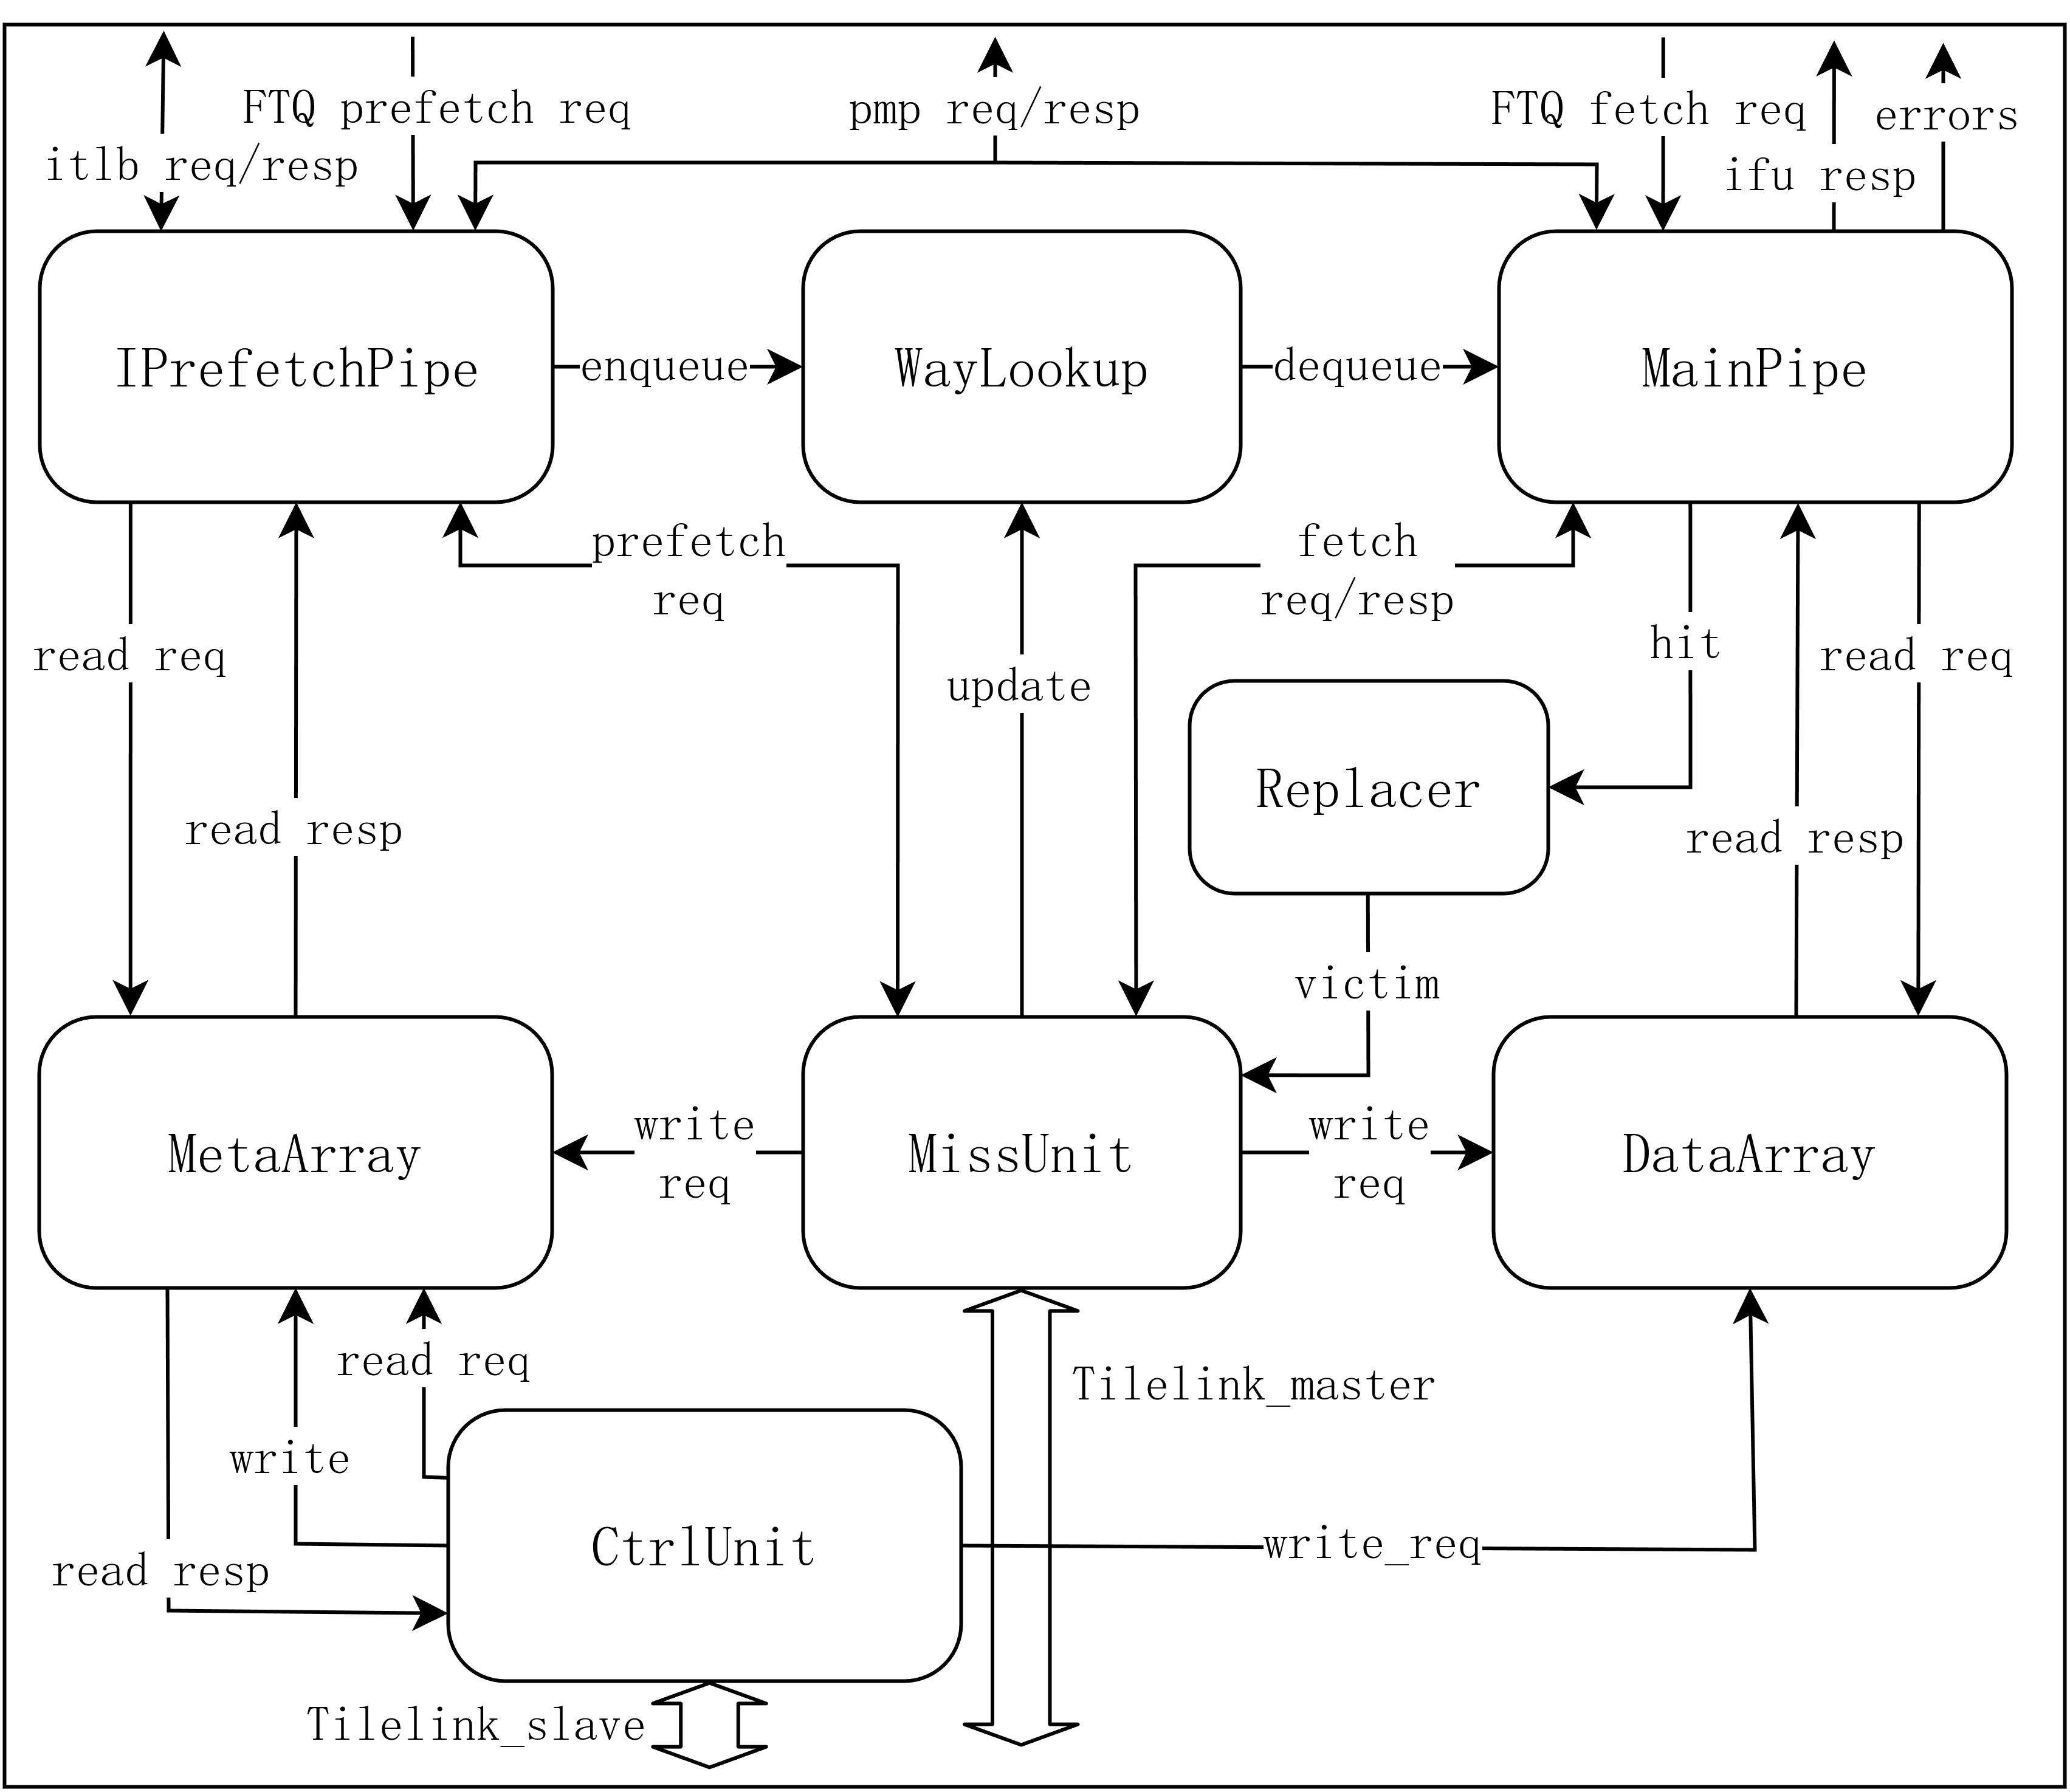 FTQ prefetch req
pmp req/resp
FTQ fetch req
errors
itlb req/resp
ifu resp
IPrefetchPipe
enqueue
WayLookup
dequeue
MainPipe
prefetch
req
fetch
req/resp
hit
read req
read req
update
Replacer
read resp
read resp
victim
MetaArray
write
req
MissUnit
write
req
DataArray
read req
Tilelink_master
write
CtrlUnit
write_req
read resp
Tilelink_slave